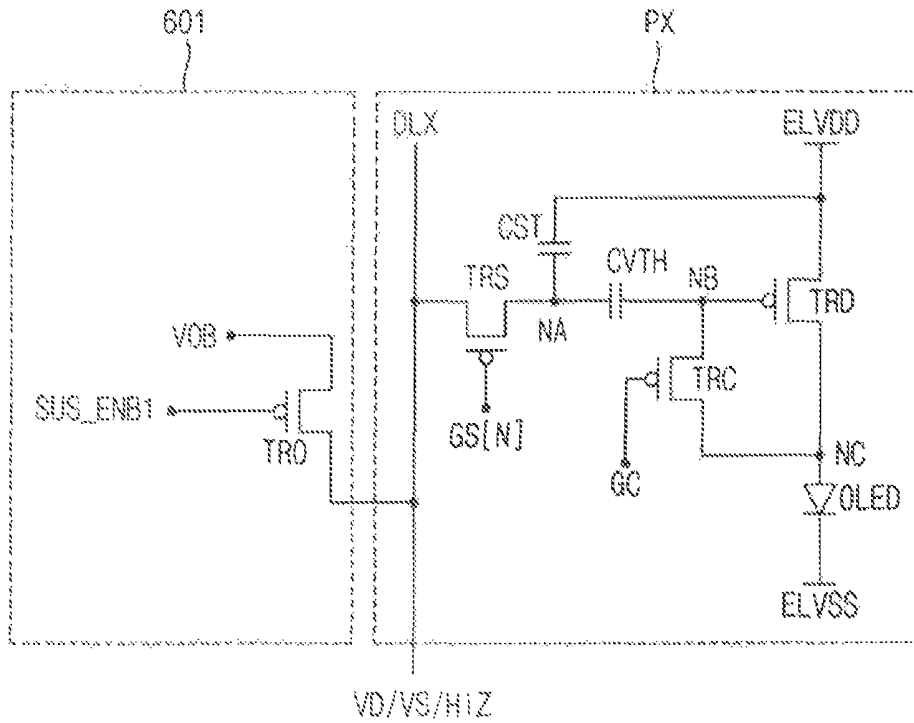 601
PX
DLX
ELVDD
CST
CVTH
NB
TRS
TRD
NA
VOB
TRC
SUS_ENB1
TRO
GS[N]
GC
NC
OLED
ELVSS
VD/VS/HiZ